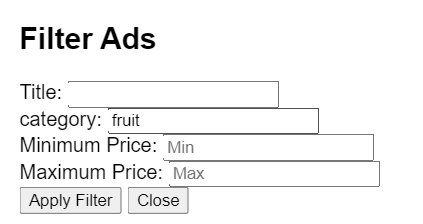 Filter Ads
Title:
category: fruit
Minimum Price: Min
Maximum Price: Max
Apply Filter Close